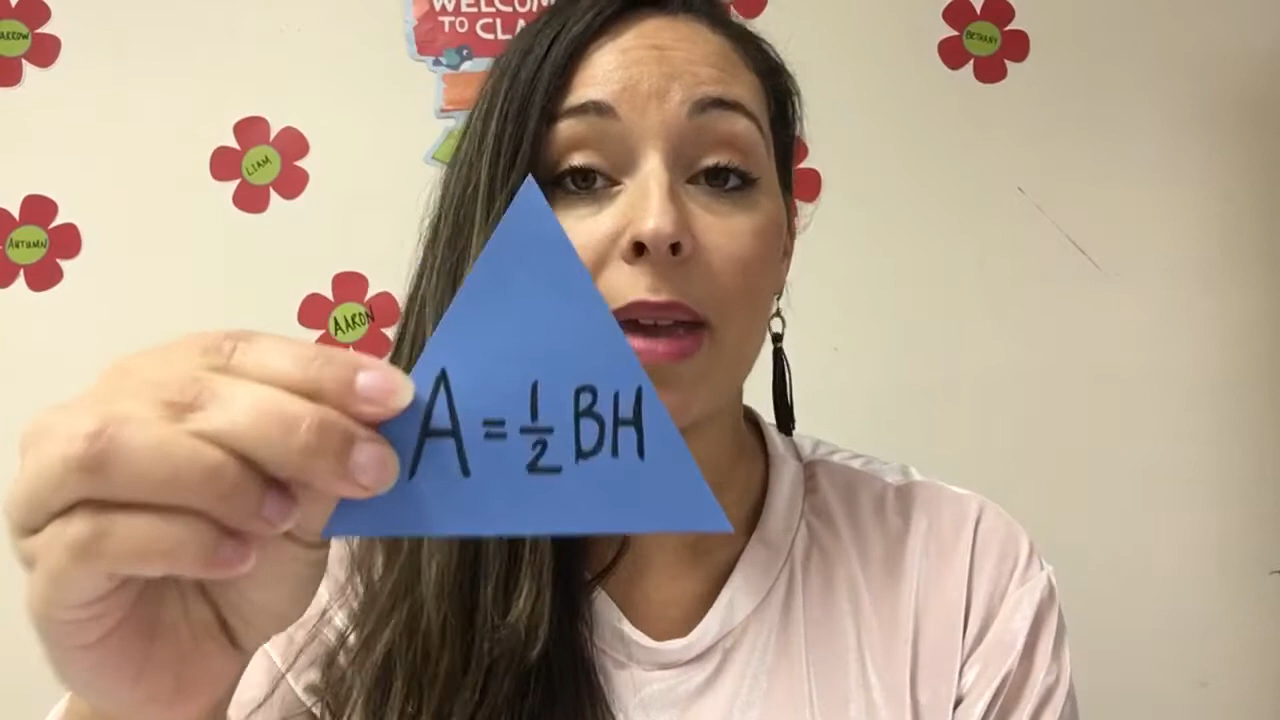 WELCOM
TO CLA
BETHANY
LIAM
AUTUMN
AARON
A = 1/2 BH